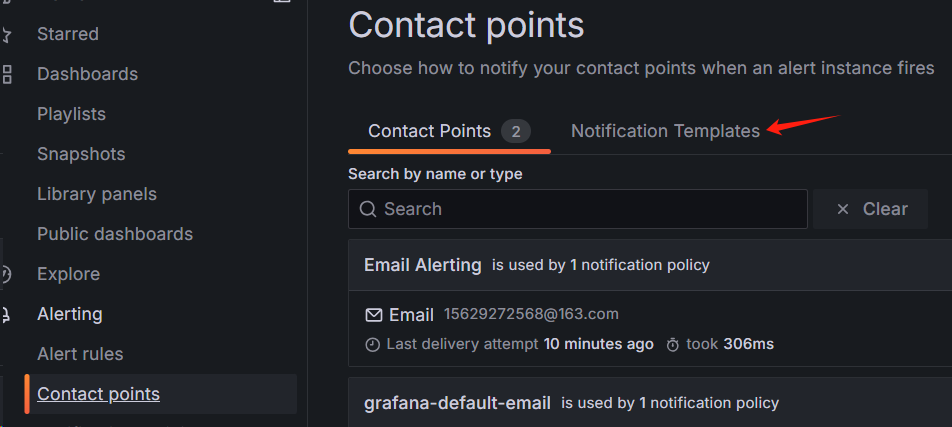 Contact points
Choose how to notify your contact points when an alert instance fires
Starred
Dashboards
Playlists
Snapshots
Library panels
Public dashboards
Explore
Alerting
Alert rules
Contact points
Contact Points 2
Notification Templates
Search by name or type
Search
Clear
Email Alerting is used by 1 notification policy
Email 15629272568@163.com
Last delivery attempt 10 minutes ago took 306ms
grafana-default-email is used by 1 notification policy